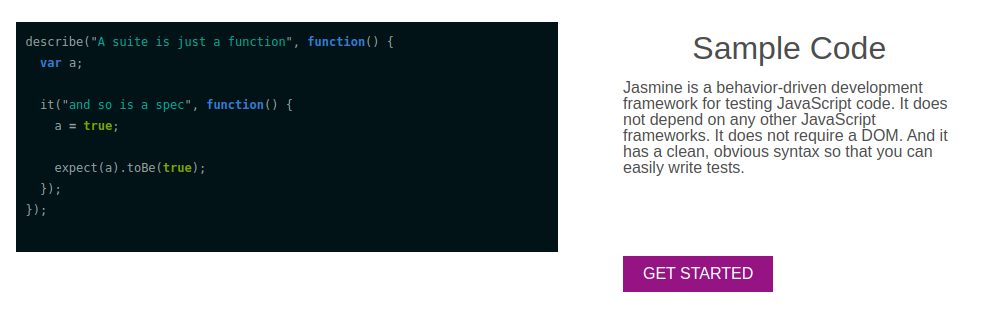 describe("A suite is just a function", function() {
  var a;

  it("and so is a spec", function() {
    a = true;

    expect(a).toBe(true);
  });
});
Sample Code
Jasmine is a behavior-driven development
framework for testing JavaScript code. It does
not depend on any other JavaScript
frameworks. It does not require a DOM. And it
has a clean, obvious syntax so that you can
easily write tests.
GET STARTED